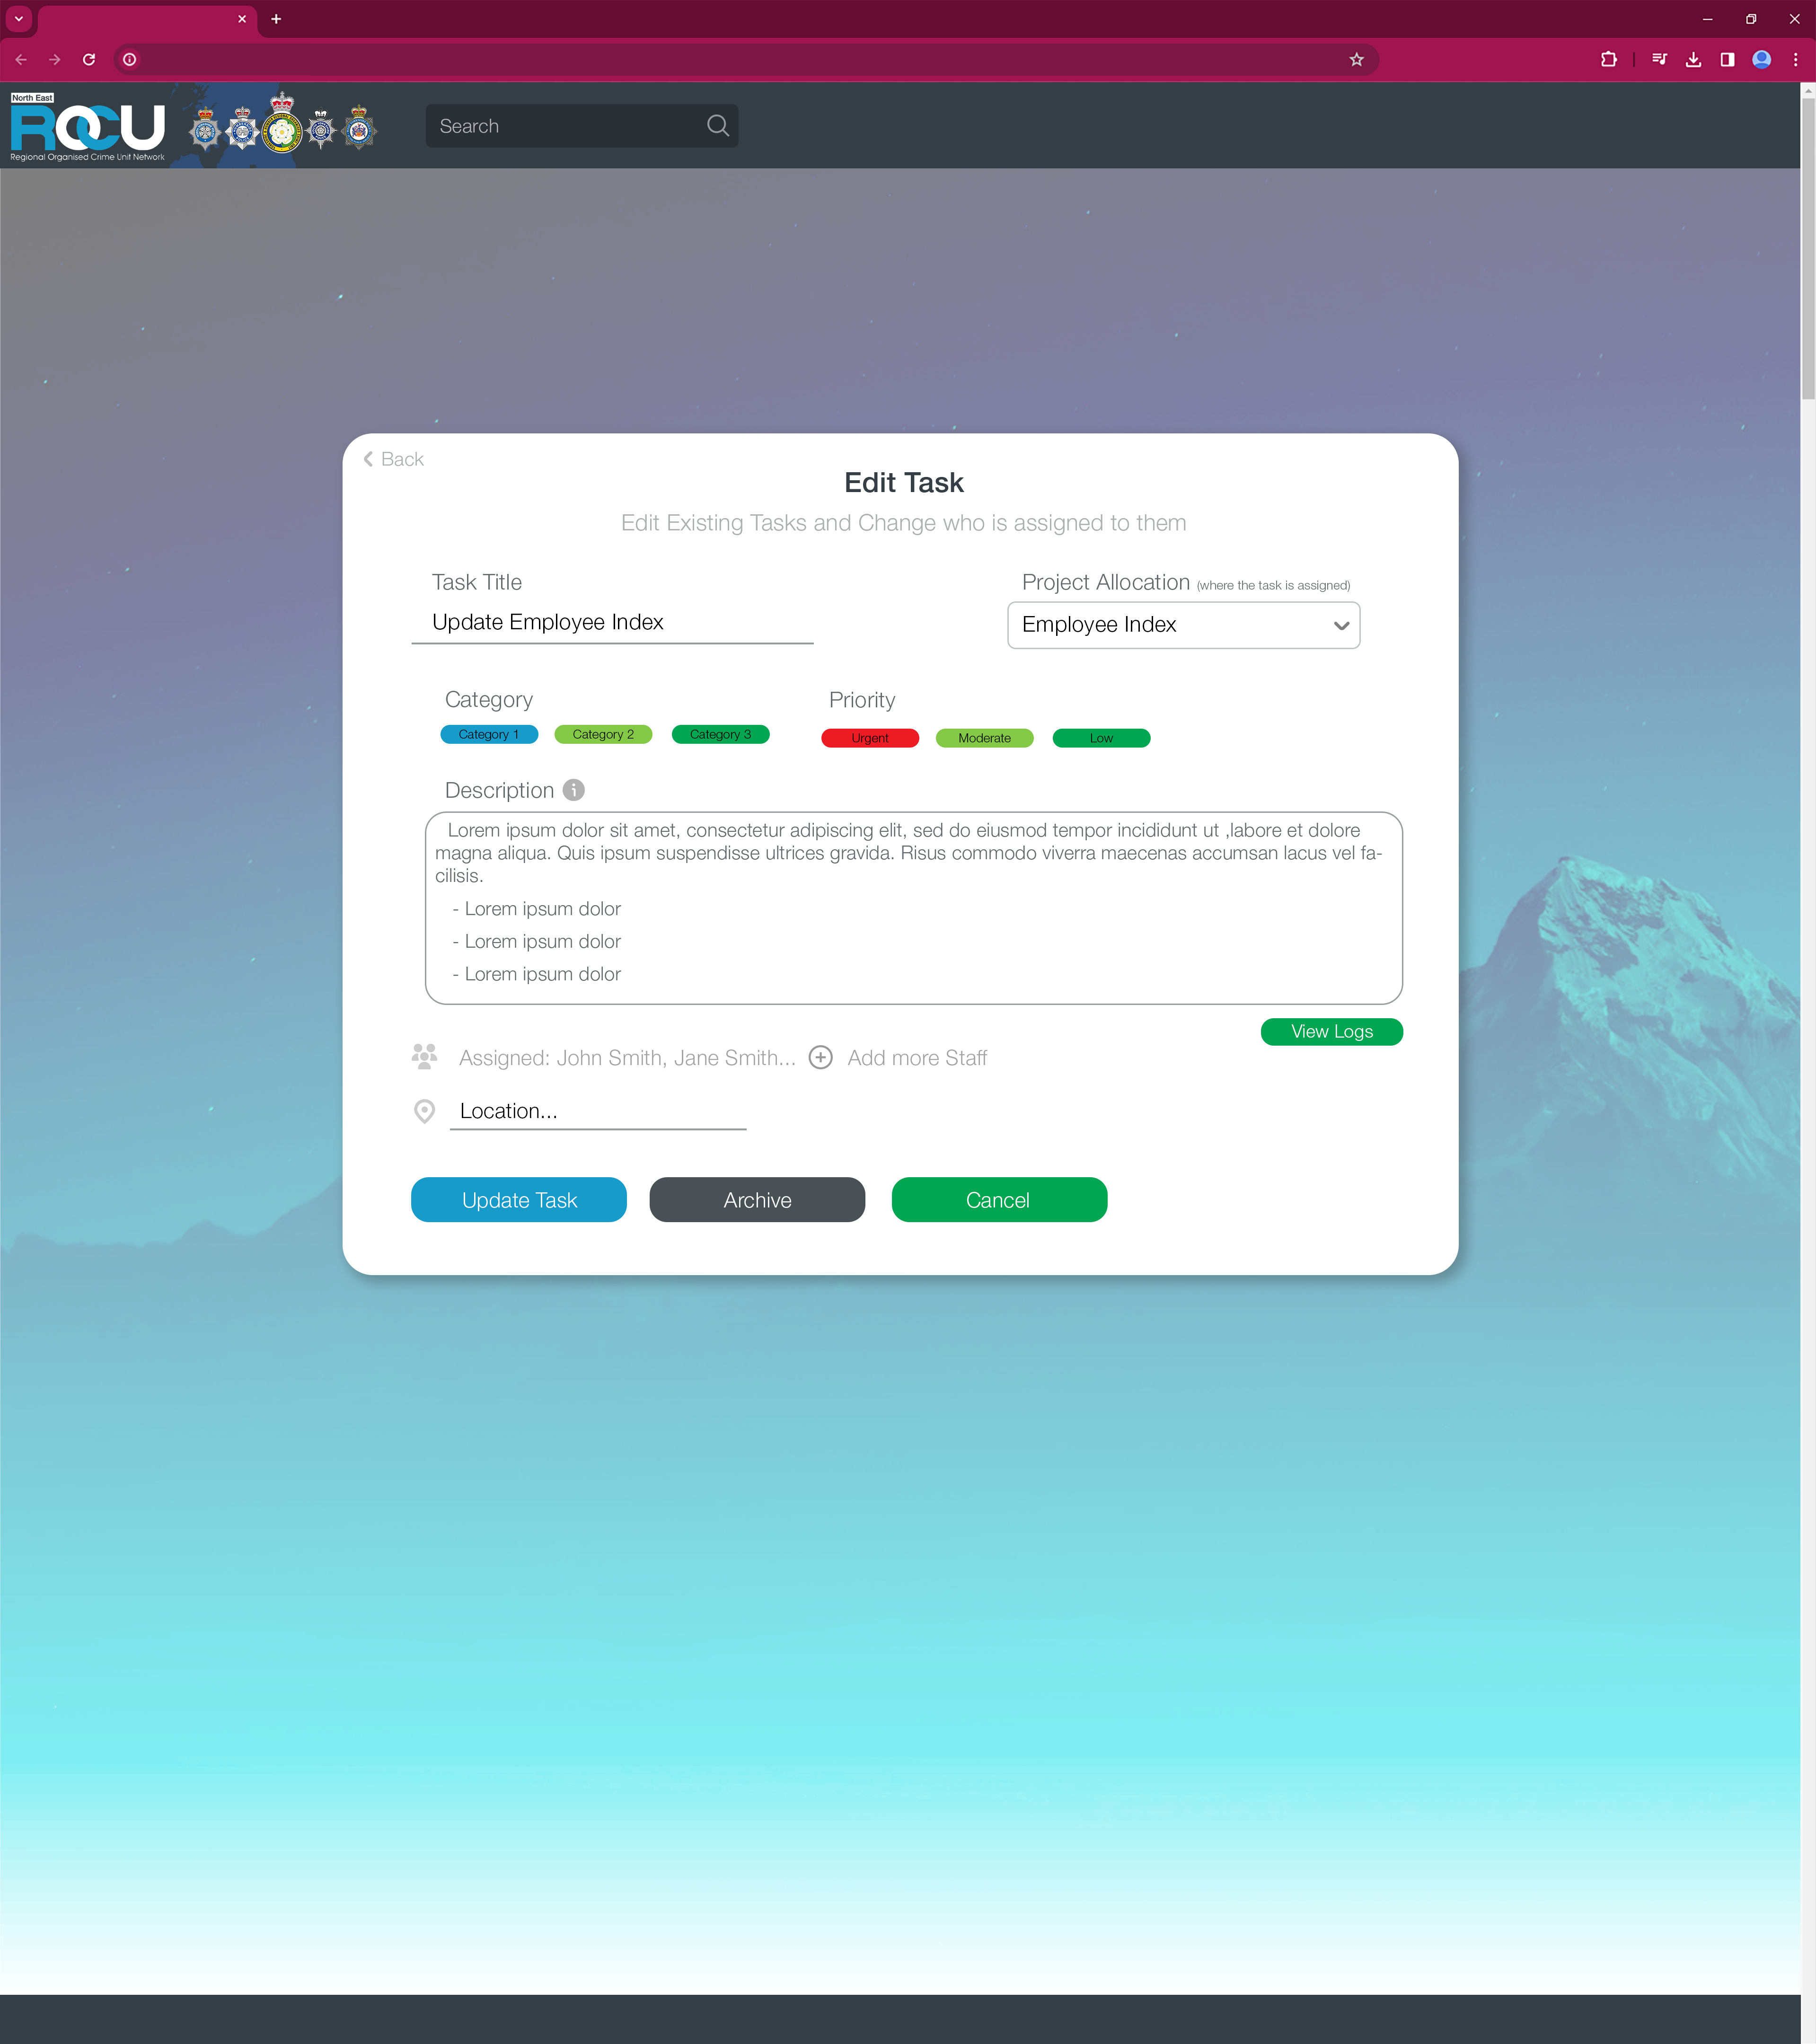 North East
ROCU
Regional Organised Crime Unit Network
Search
Back
Edit Task
Edit Existing Tasks and Change who is assigned to them
Task Title
Project Allocation (where the task is assigned)
Update Employee Index
Employee Index
Category
Priority
Category 1
Category 2
Category 3
Urgent
Moderate
Low
Description
Lorem ipsum dolor sit amet, consectetur adipiscing elit, sed do eiusmod tempor incididunt ut ,labore et dolore
magna aliqua. Quis ipsum suspendisse ultrices gravida. Risus commodo viverra maecenas accumsan lacus vel fa-
cilisis.
- Lorem ipsum dolor
- Lorem ipsum dolor
- Lorem ipsum dolor
View Logs
Assigned: John Smith, Jane Smith...
Add more Staff
Location...
Update Task
Archive
Cancel